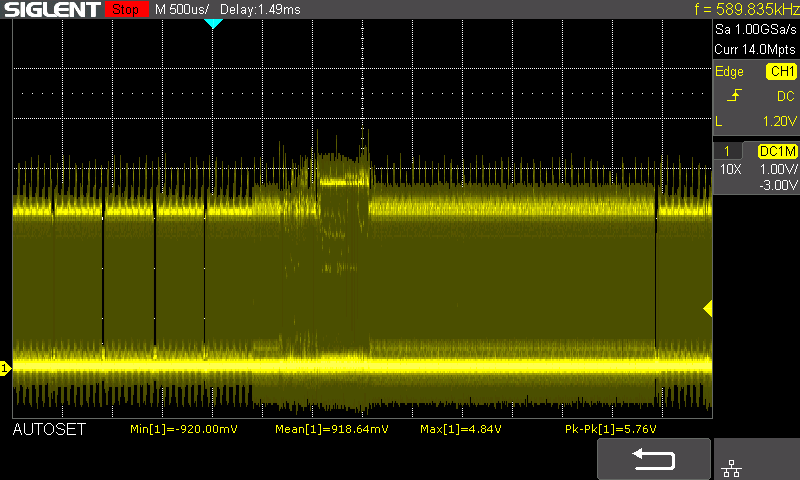 SIGLENT Stop M 500us/ Delay:1.49ms f = 589.835kHz
Sa 1.00GSa/s
Curr 14.0Mpts
Edge CH1
DC
L 1.20V
1 DC1M
10X 1.00V/
-3.00V
1
AUTOSET Min[1]=-920.00mV Mean[1]=918.64mV Max[1]=4.84V Pk-Pk[1]=5.76V